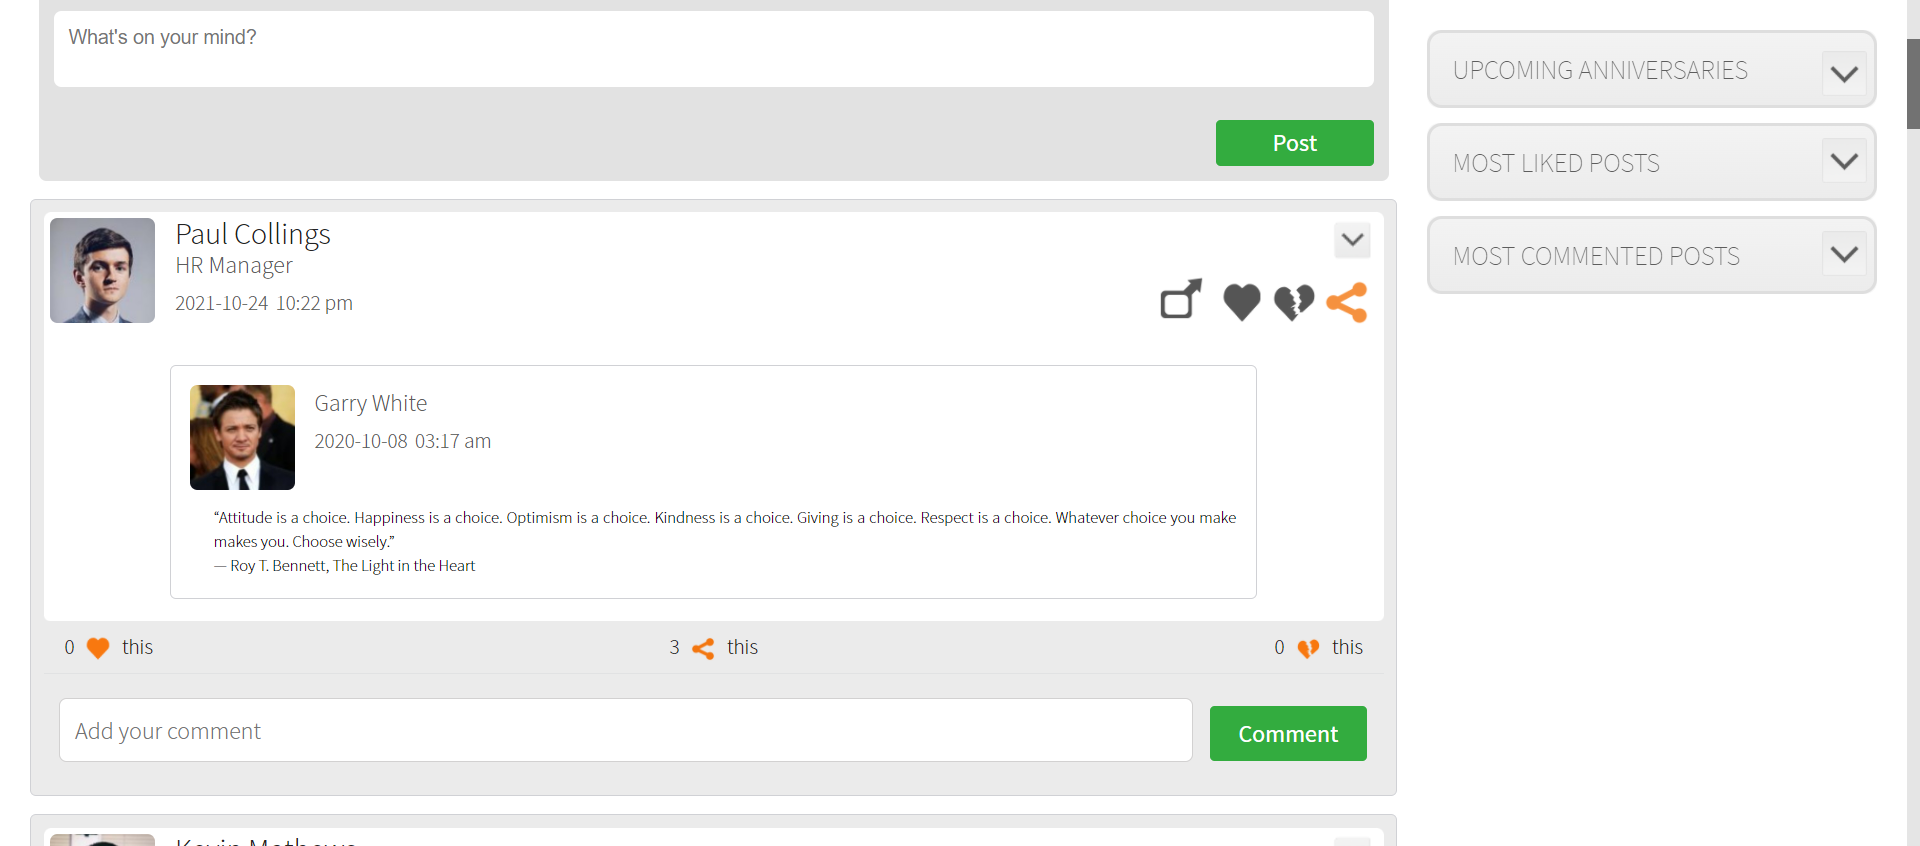 What's on your mind?
Post
UPCOMING ANNIVERSARIES
MOST LIKED POSTS
MOST COMMENTED POSTS
Paul Collings
HR Manager
2021-10-24 10:22 pm
Garry White
2020-10-08 03:17 am
“Attitude is a choice. Happiness is a choice. Optimism is a choice. Kindness is a choice. Giving is a choice. Respect is a choice. Whatever choice you make
makes you. Choose wisely.”
— Roy T. Bennett, The Light in the Heart
0 this
3 this
0 this
Add your comment
Comment
Kevin Mathews